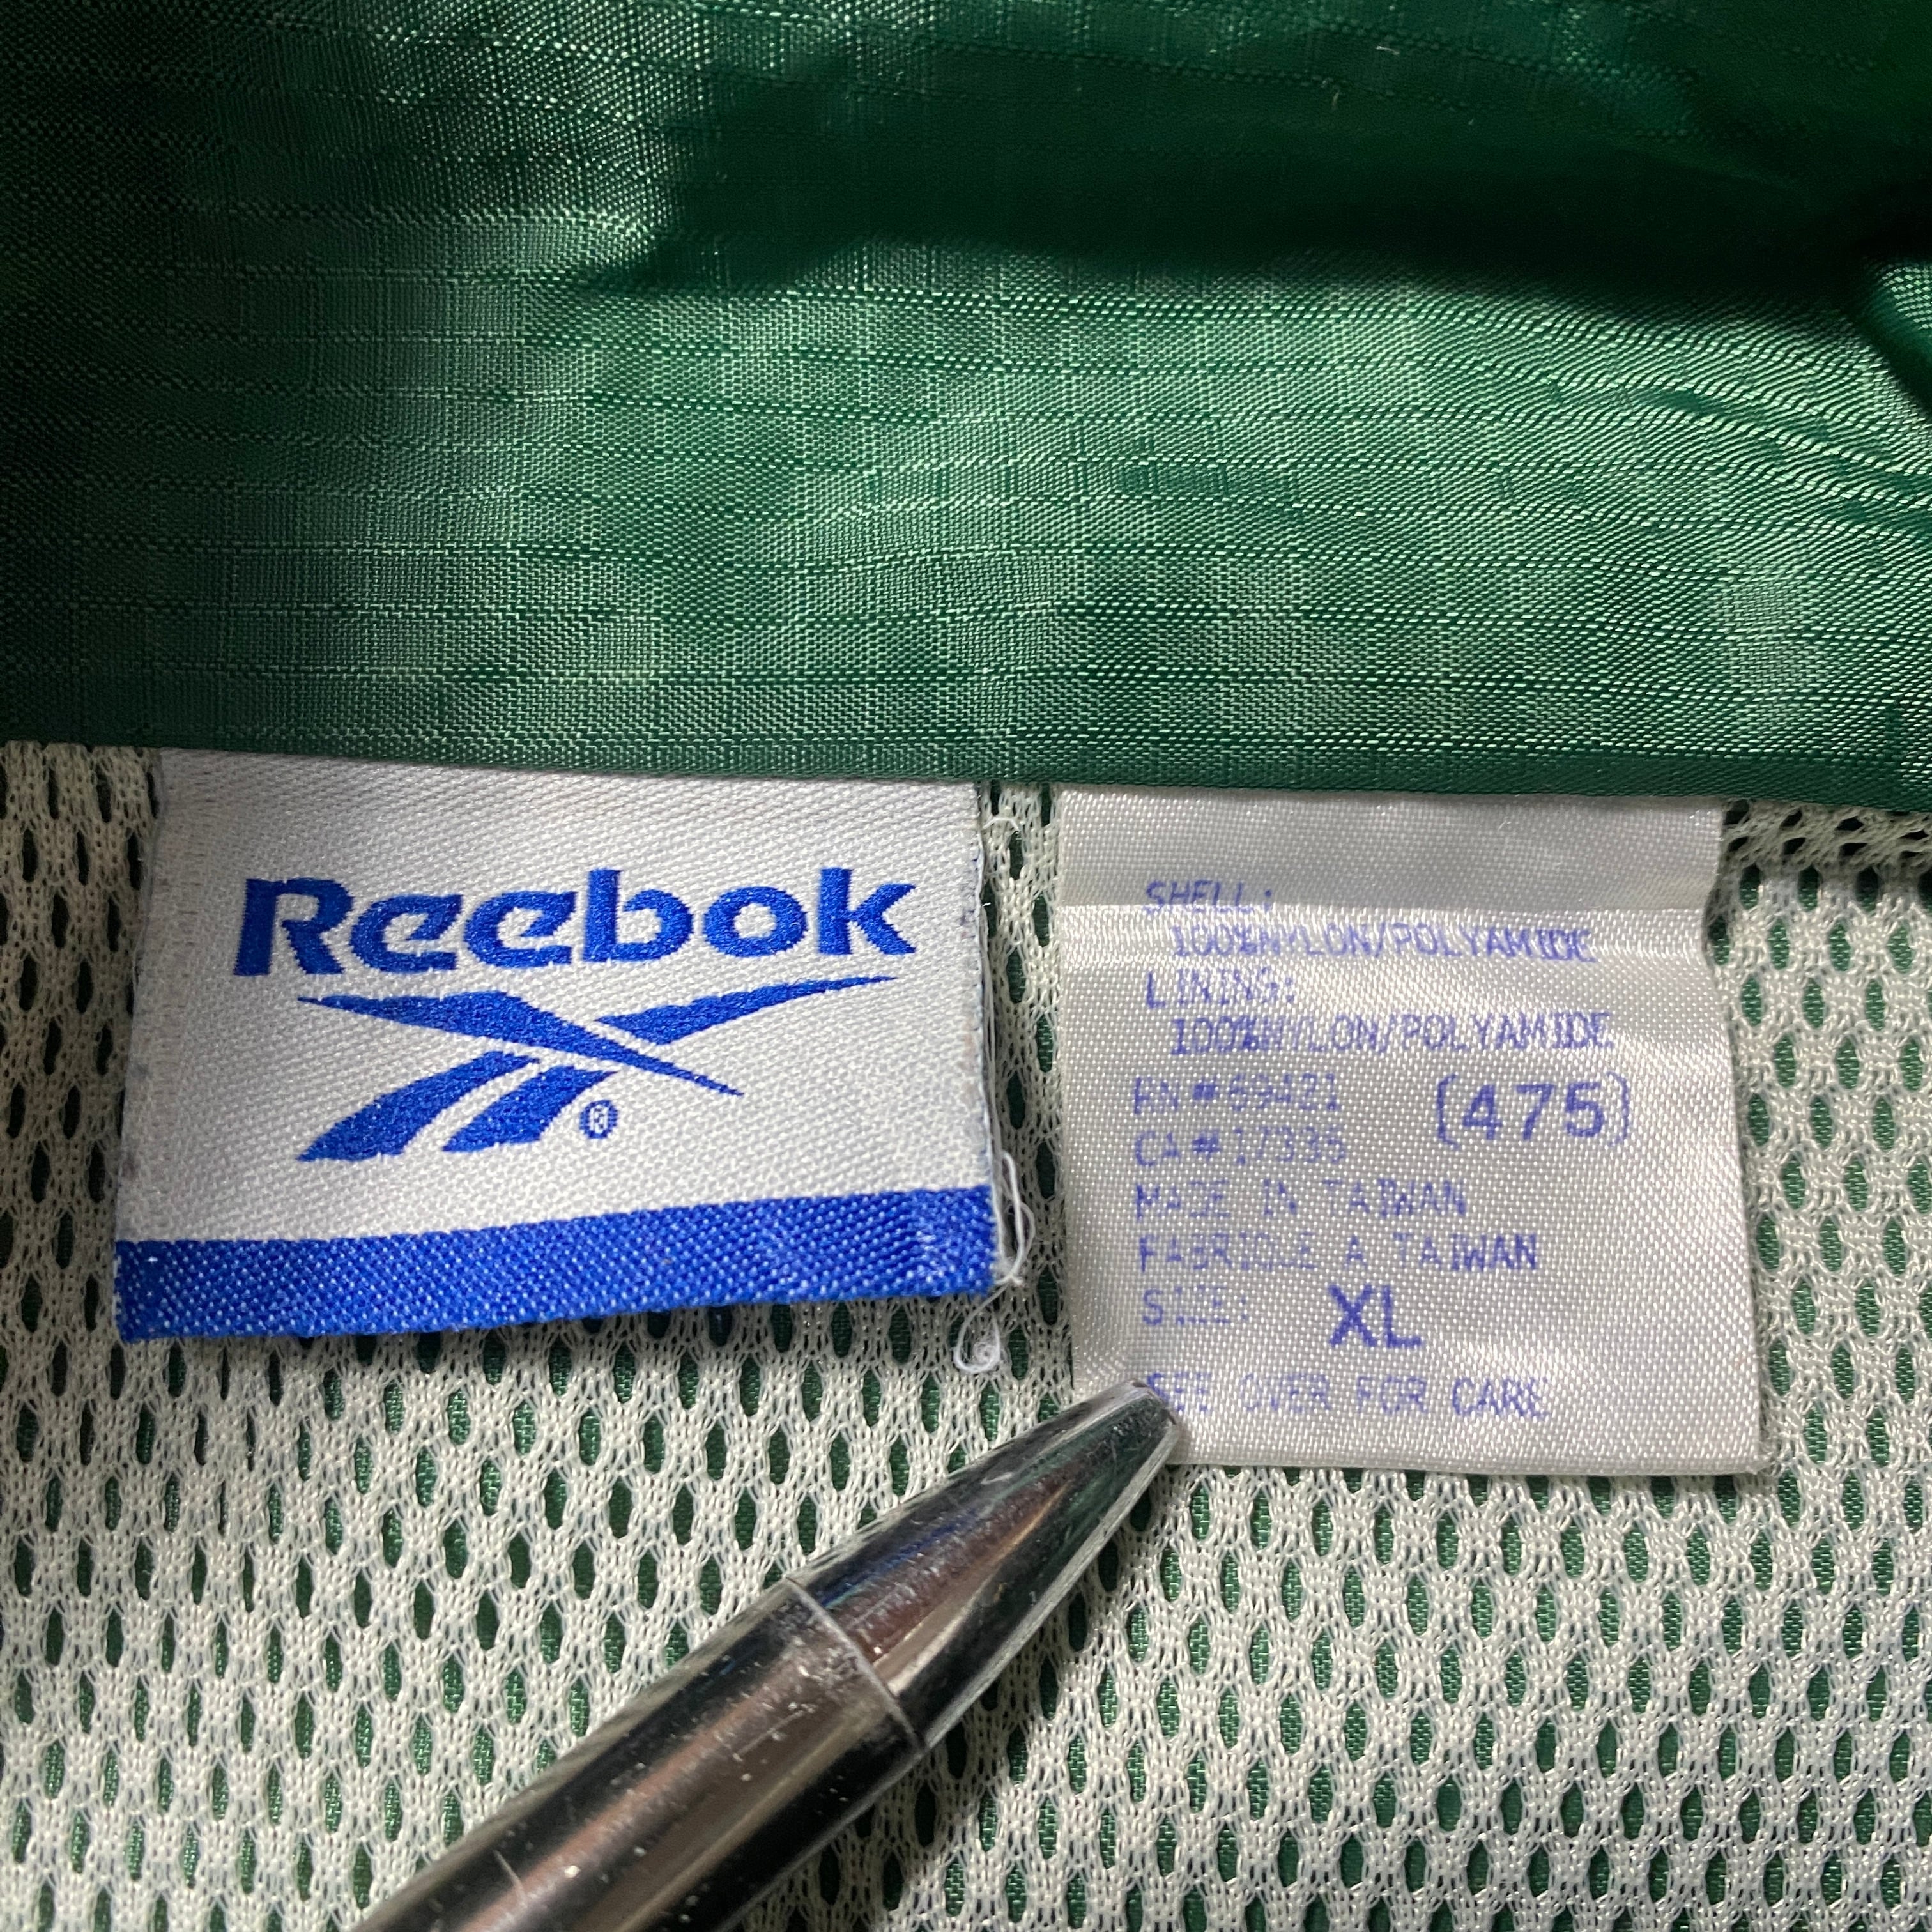 Reebok
®
SHELL:
100%NYLON/POLYAMIDE
LINING:
100%NYLON/POLYAMIDE
RN#69421 (475)
CA#17335
MADE IN TAIWAN
FABRIQUE A TAIWAN
SIZE: XL
SEE OVER FOR CARE